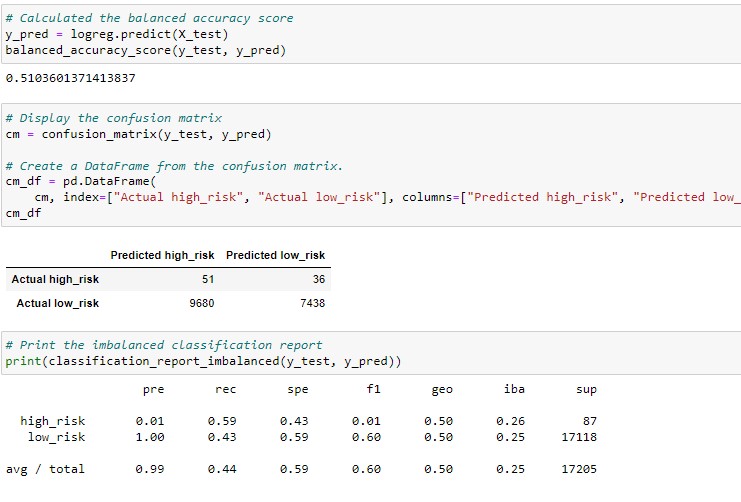 # Calculated the balanced accuracy score
y_pred = logreg.predict(X_test)
balanced_accuracy_score(y_test, y_pred)
0.5103601371413837
# Display the confusion matrix
cm = confusion_matrix(y_test, y_pred)
# Create a DataFrame from the confusion matrix.
cm_df = pd.DataFrame(
cm, index=["Actual high_risk", "Actual low_risk"], columns=["Predicted high_risk", "Predicted low_
cm_df
Predicted high_risk Predicted low_risk
Actual high_risk 51 36
Actual low_risk 9680 7438
# Print the imbalanced classification report
print(classification_report_imbalanced(y_test, y_pred))
pre rec spe f1 geo iba sup
high_risk 0.01 0.59 0.43 0.01 0.50 0.26 87
low_risk 1.00 0.43 0.59 0.60 0.50 0.25 17118
avg / total 0.99 0.44 0.59 0.60 0.50 0.25 17205